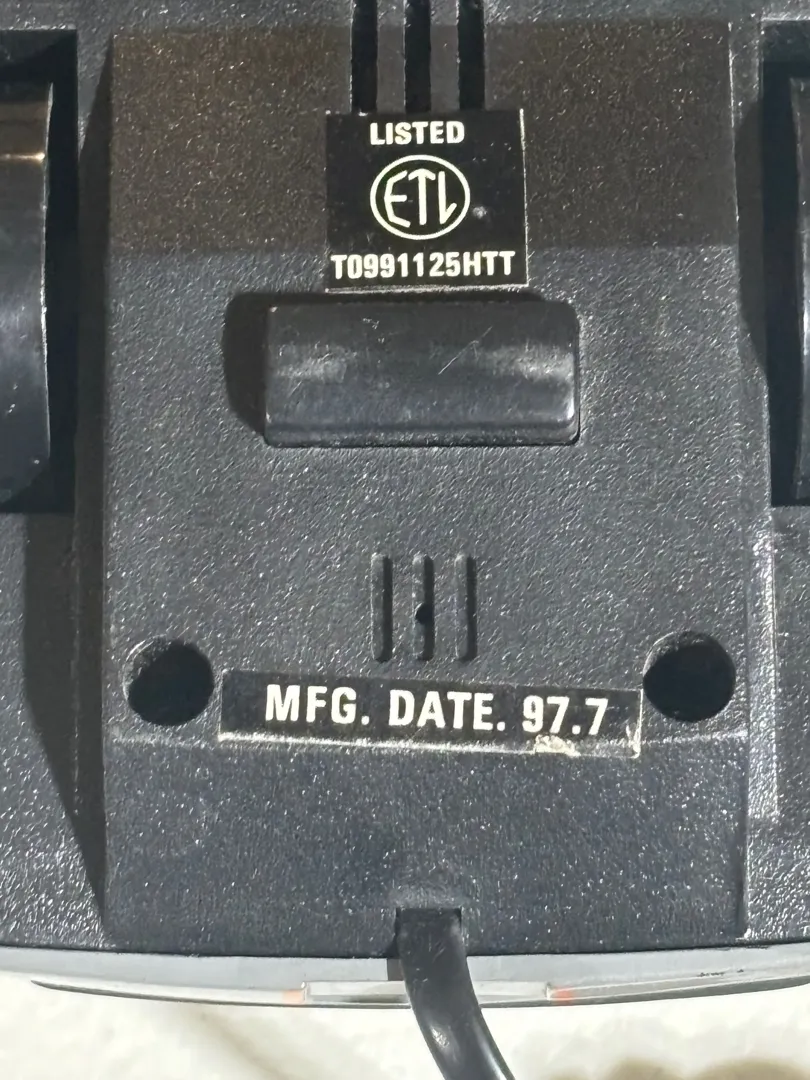 LISTED
ETL
T0991125HTT
MFG. DATE. 97.7